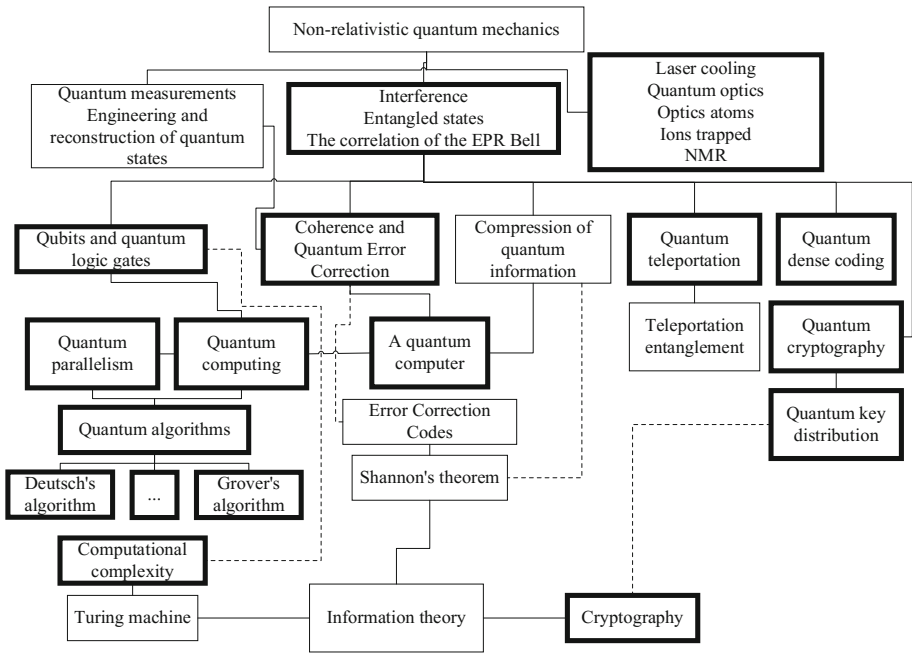 Non-relativistic quantum mechanics
Quantum measurements
Engineering and
reconstruction of quantum
states
Interference
Entangled states
The correlation of the EPR Bell
Laser cooling
Quantum optics
Optics atoms
Ions trapped
NMR
Qubits and quantum
logic gates
Coherence and
Quantum Error
Correction
Compression of
quantum
information
Quantum
teleportation
Quantum
dense coding
Quantum
parallelism
Quantum
computing
A quantum
computer
Teleportation
entanglement
Quantum
cryptography
Quantum algorithms
Error Correction
Codes
Quantum key
distribution
Deutsch's
algorithm
...
Grover's
algorithm
Shannon's theorem
Computational
complexity
Turing machine
Information theory
Cryptography